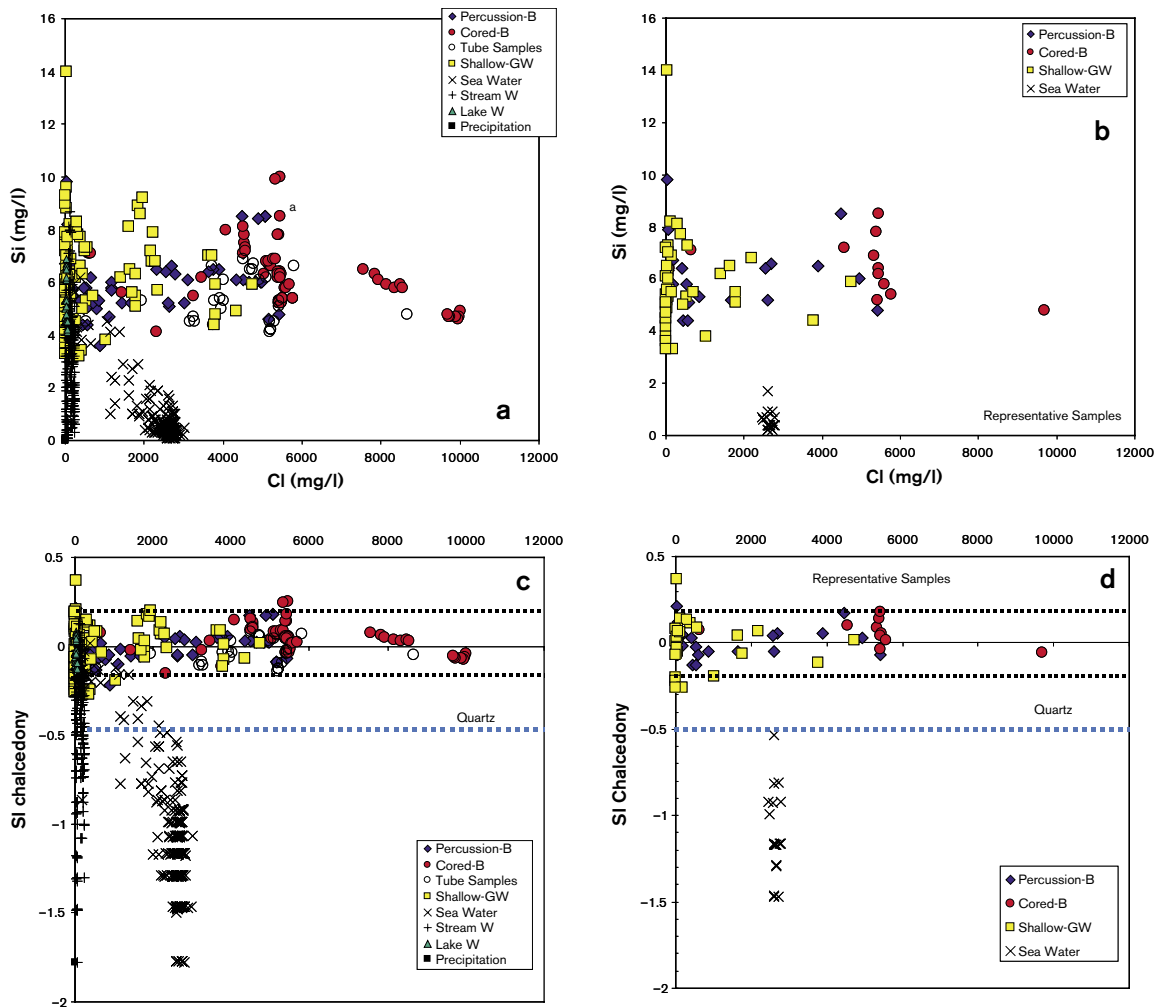 Si (mg/l)
16
14
12
10
8
6
4
2
0
0 2000 4000 6000 8000 10000 12000
Cl (mg/l)
Percussion-B
Cored-B
Tube Samples
Shallow-GW
Sea Water
Stream W
Lake W
Precipitation
a
a
Si (mg/l)
16
14
12
10
8
6
4
2
0
0 2000 4000 6000 8000 10000 12000
Cl (mg/l)
Percussion-B
Cored-B
Shallow-GW
Sea Water
b
Representative Samples
0 2000 4000 6000 8000 10000 12000
SI chalcedony
0.5
0
−0.5
−1
−1.5
−2
c
Quartz
Percussion-B
Cored-B
Tube Samples
Shallow-GW
Sea Water
Stream W
Lake W
Precipitation
0 2000 4000 6000 8000 10000 12000
SI Chalcedony
0.5
0
−0.5
−1
−1.5
−2
Representative Samples
d
Quartz
Percussion-B
Cored-B
Shallow-GW
Sea Water